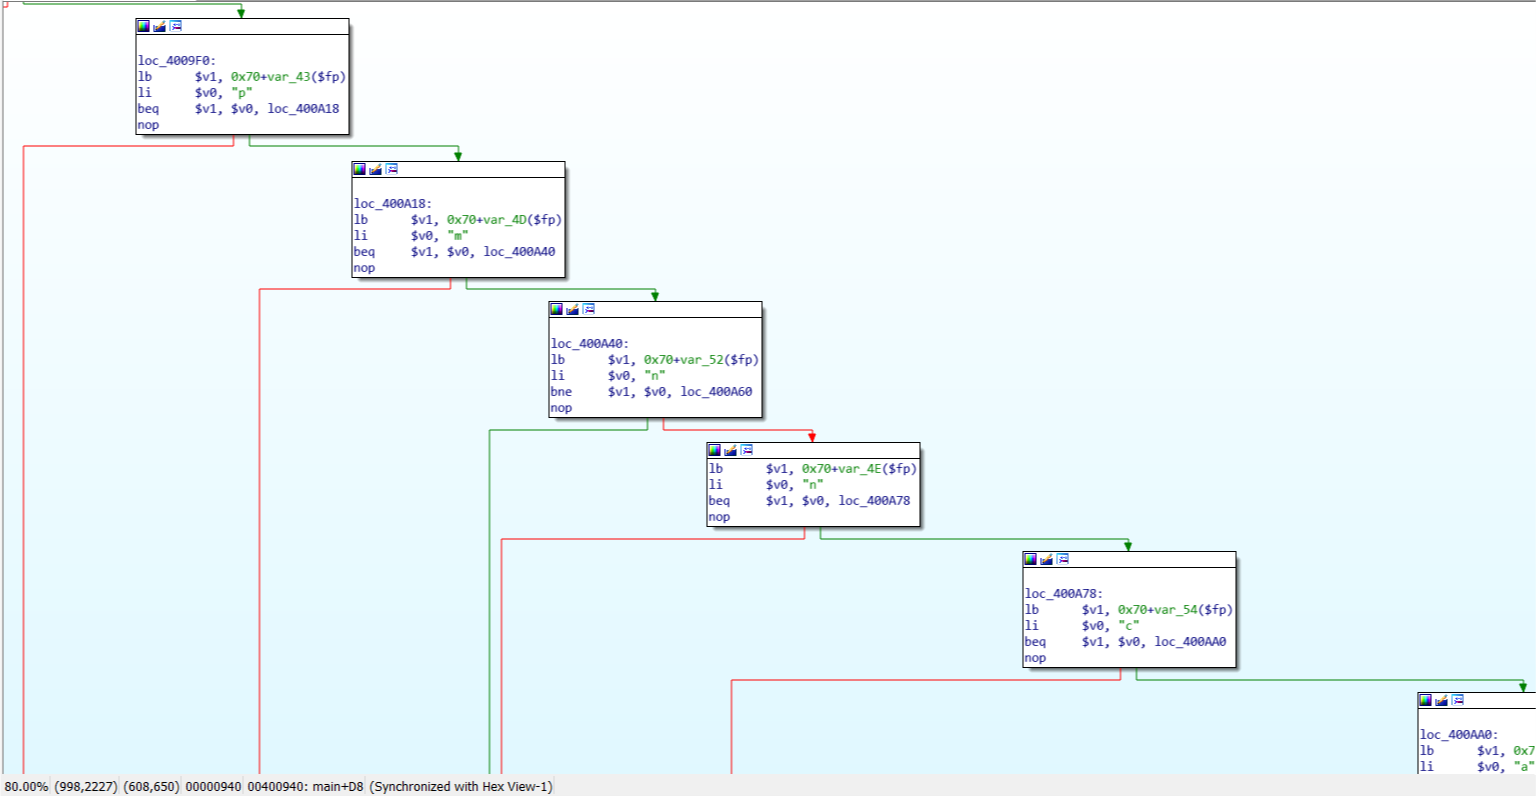 loc_4009F0:
lb $v1, 0x70+var_43($fp)
li $v0, "p"
beq $v1, $v0, loc_400A18
nop
loc_400A18:
lb $v1, 0x70+var_4D($fp)
li $v0, "m"
beq $v1, $v0, loc_400A40
nop
loc_400A40:
lb $v1, 0x70+var_52($fp)
li $v0, "n"
bne $v1, $v0, loc_400A60
nop
lb $v1, 0x70+var_4E($fp)
li $v0, "n"
beq $v1, $v0, loc_400A78
nop
loc_400A78:
lb $v1, 0x70+var_54($fp)
li $v0, "c"
beq $v1, $v0, loc_400AA0
nop
loc_400AA0:
lb $v1, 0x7
li $v0, "a"
80.00% (998,2227) (608,650) 00000940 00400940: main+D8 (Synchronized with Hex View-1)